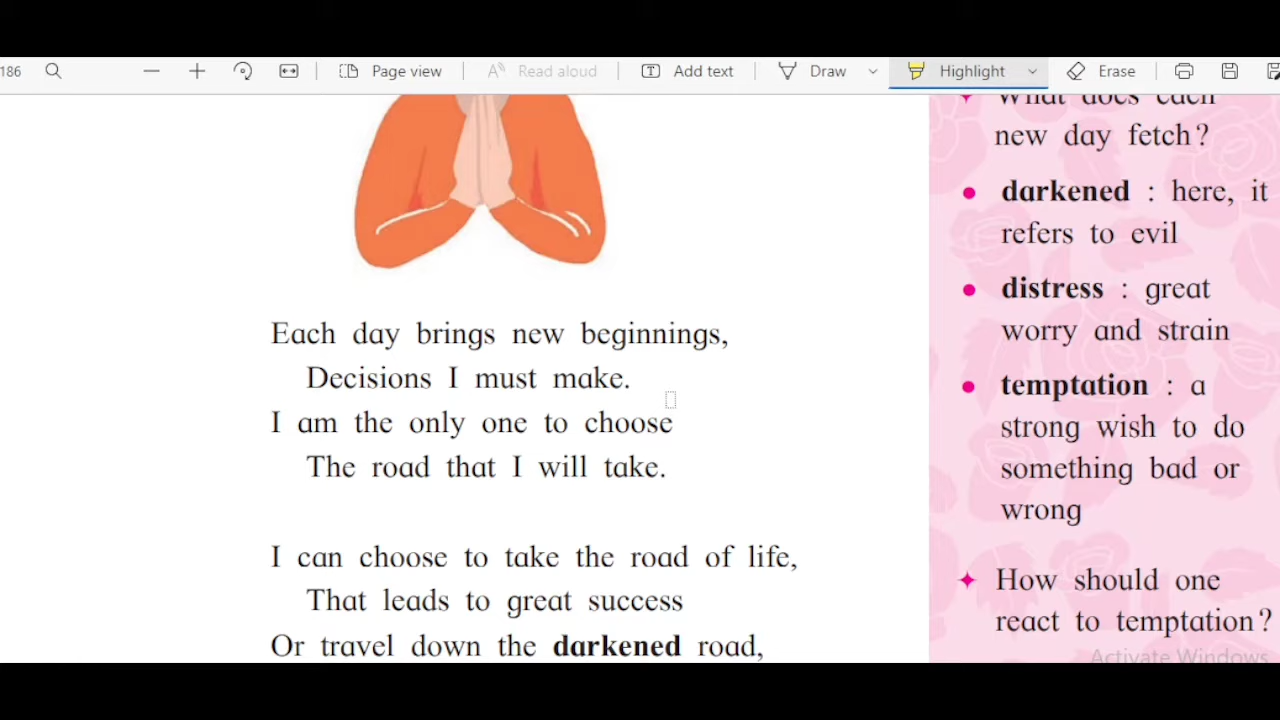 186 Page view Read aloud Add text Draw Highlight Erase
Each day brings new beginnings,
Decisions I must make.
I am the only one to choose
The road that I will take.
I can choose to take the road of life,
That leads to great success
Or travel down the darkened road,
What does each
new day fetch?
darkened : here, it
refers to evil
distress : great
worry and strain
temptation : a
strong wish to do
something bad or
wrong
How should one
react to temptation?
Activate Windows